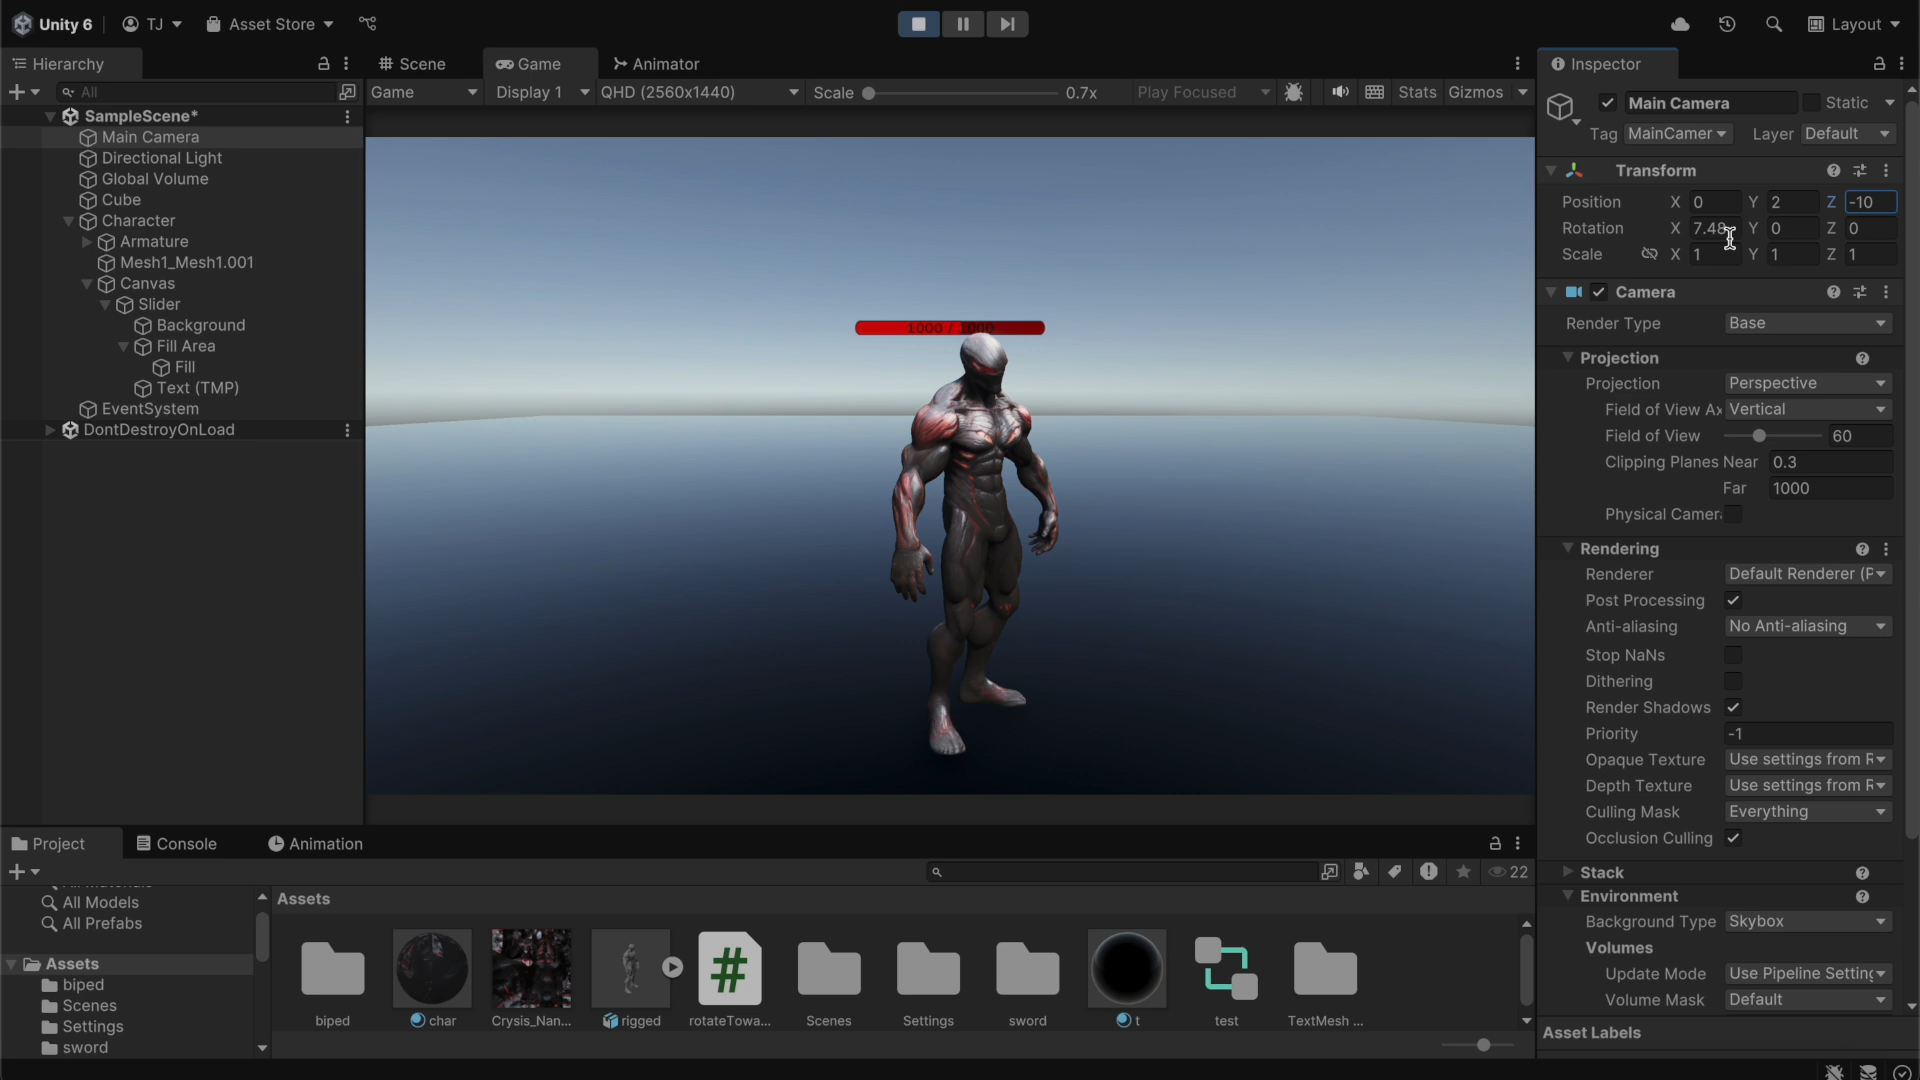 Unity 6
TJ
Asset Store
Layout
Hierarchy
Scene
Game
Animator
Inspector
All
Game
Display 1
QHD (2560x1440)
Scale
0.7x
Play Focused
Stats
Gizmos
SampleScene*
Main Camera
Directional Light
Global Volume
Cube
Character
Armature
Mesh1_Mesh1.001
Canvas
Slider
Background
Fill Area
Fill
Text (TMP)
EventSystem
DontDestroyOnLoad
1000 / 1000
Main Camera
Static
Tag MainCamer
Layer Default
Transform
Position X 0 Y 2 Z -10
Rotation X 7.48 Y 0 Z 0
Scale X 1 Y 1 Z 1
Camera
Render Type Base
Projection
Projection Perspective
Field of View Ax Vertical
Field of View 60
Clipping Planes Near 0.3
Far 1000
Physical Camera
Rendering
Renderer Default Renderer (P
Post Processing
Anti-aliasing No Anti-aliasing
Stop NaNs
Dithering
Render Shadows
Priority -1
Opaque Texture Use settings from R
Depth Texture Use settings from R
Culling Mask Everything
Occlusion Culling
Stack
Environment
Background Type Skybox
Volumes
Update Mode Use Pipeline Setting
Volume Mask Default
Asset Labels
Project
Console
Animation
22
All Models
All Prefabs
Assets
biped
Scenes
Settings
sword
Assets
biped
char
Crysis_Nan...
rigged
rotateTowa...
Scenes
Settings
sword
t
test
TextMesh ...